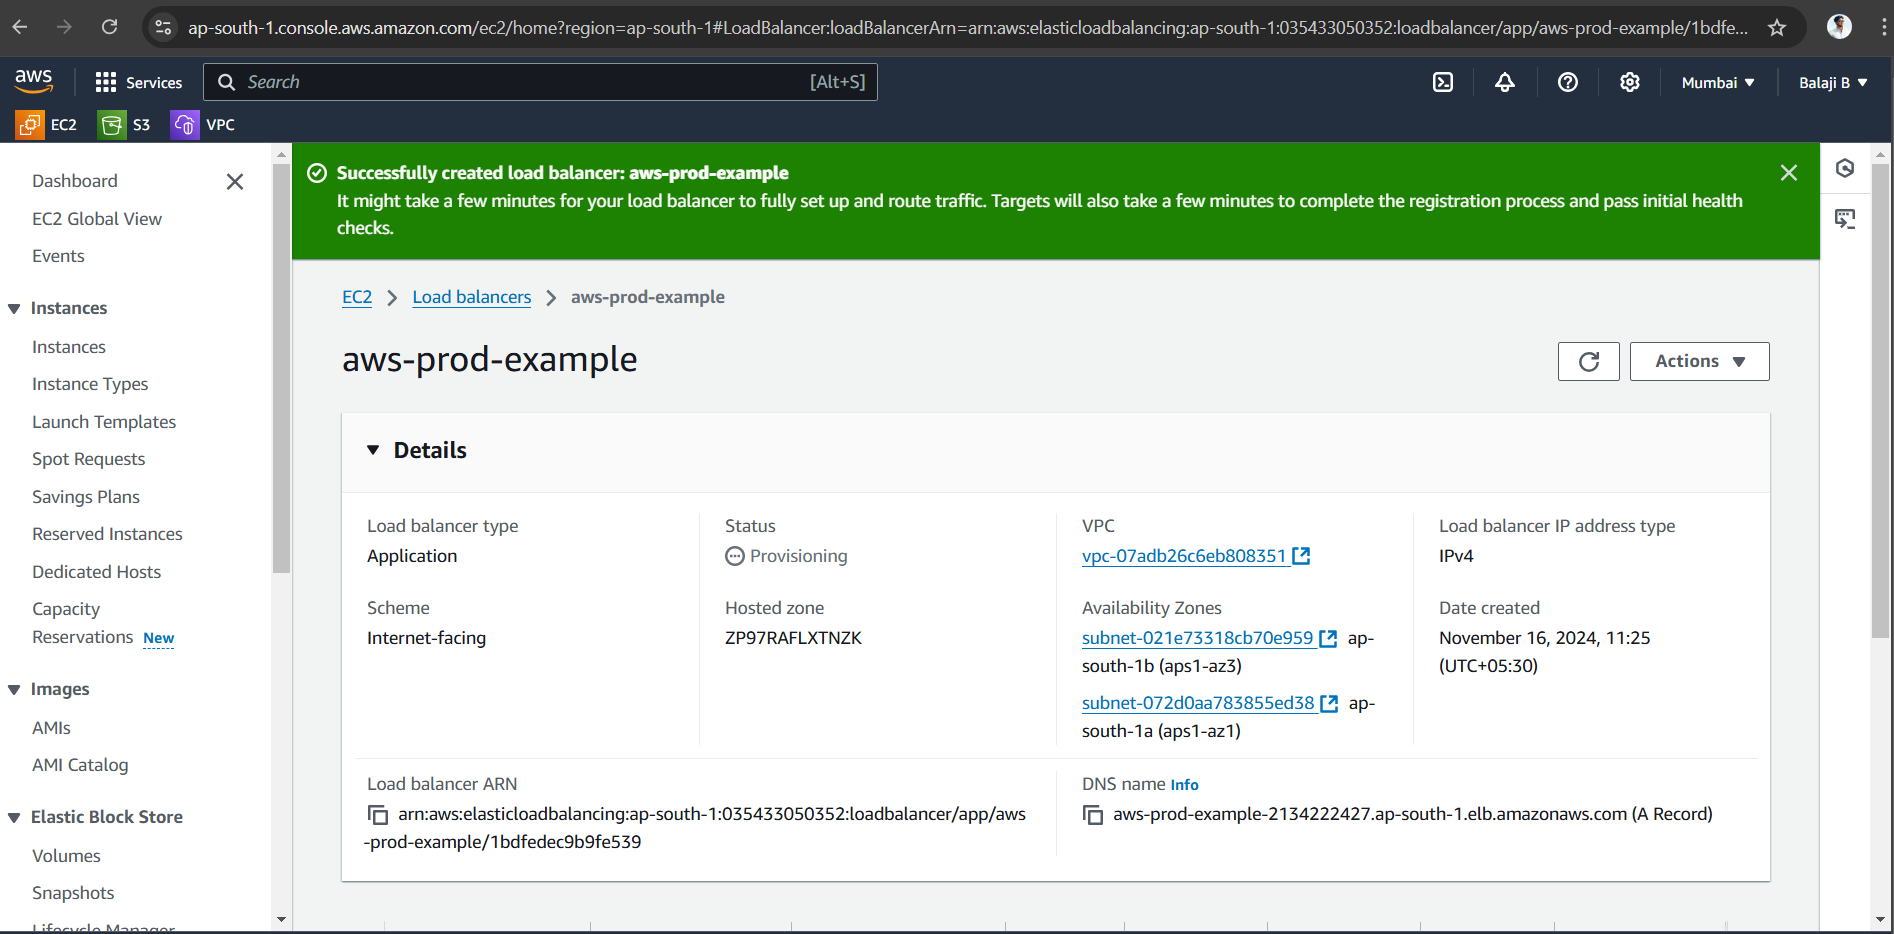 ap-south-1.console.aws.amazon.com/ec2/home?region=ap-south-1#LoadBalancer:loadBalancerArn=arn:aws:elasticloadbalancing:ap-south-1:035433050352:loadbalancer/app/aws-prod-example/1bdfe...
aws
Services
Search
[Alt+S]
Mumbai
Balaji B
EC2
S3
VPC
Dashboard
EC2 Global View
Events
Instances
Instances
Instance Types
Launch Templates
Spot Requests
Savings Plans
Reserved Instances
Dedicated Hosts
Capacity
Reservations New
Images
AMIs
AMI Catalog
Elastic Block Store
Volumes
Snapshots
Lifecycle Manager
Successfully created load balancer: aws-prod-example
It might take a few minutes for your load balancer to fully set up and route traffic. Targets will also take a few minutes to complete the registration process and pass initial health
checks.
EC2
Load balancers
aws-prod-example
aws-prod-example
Actions
Details
Load balancer type
Application
Status
Provisioning
VPC
vpc-07adb26c6eb808351
Load balancer IP address type
IPv4
Scheme
Internet-facing
Hosted zone
ZP97RAFLXTNZK
Availability Zones
subnet-021e73318cb70e959 ap-
south-1b (aps1-az3)
subnet-072d0aa783855ed38 ap-
south-1a (aps1-az1)
Date created
November 16, 2024, 11:25
(UTC+05:30)
Load balancer ARN
arn:aws:elasticloadbalancing:ap-south-1:035433050352:loadbalancer/app/aws
-prod-example/1bdfedec9b9fe539
DNS name Info
aws-prod-example-2134222427.ap-south-1.elb.amazonaws.com (A Record)